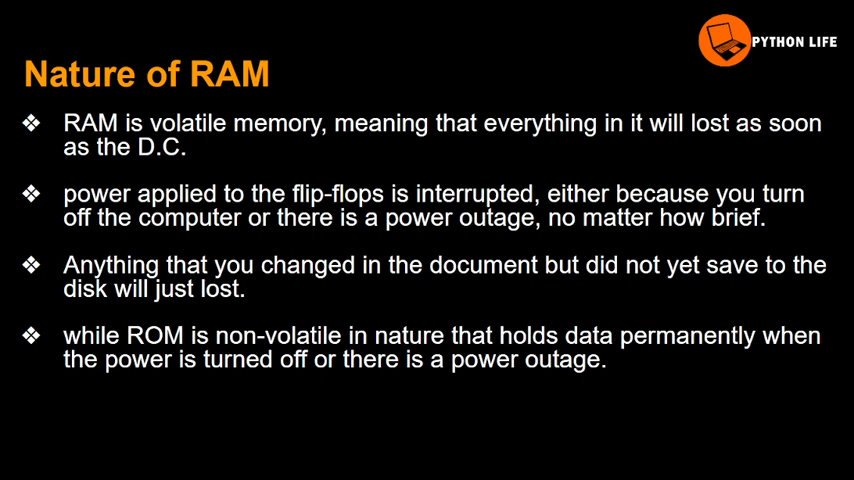 PYTHON LIFE
Nature of RAM
❖ RAM is volatile memory, meaning that everything in it will lost as soon
as the D.C.
❖ power applied to the flip-flops is interrupted, either because you turn
off the computer or there is a power outage, no matter how brief.
❖ Anything that you changed in the document but did not yet save to the
disk will just lost.
❖ while ROM is non-volatile in nature that holds data permanently when
the power is turned off or there is a power outage.